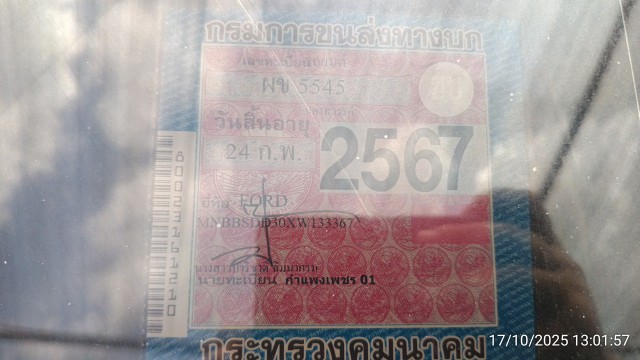 กรมการขนส่งทางบก
ผข 5545
วันสิ้นอายุ
24 ก.พ.
2567
FORD
MNBBSDD30XW133367
นายทะเบียน กำแพงเพชร 01
กระทรวงคมนาคม
17/10/2025 13:01:57